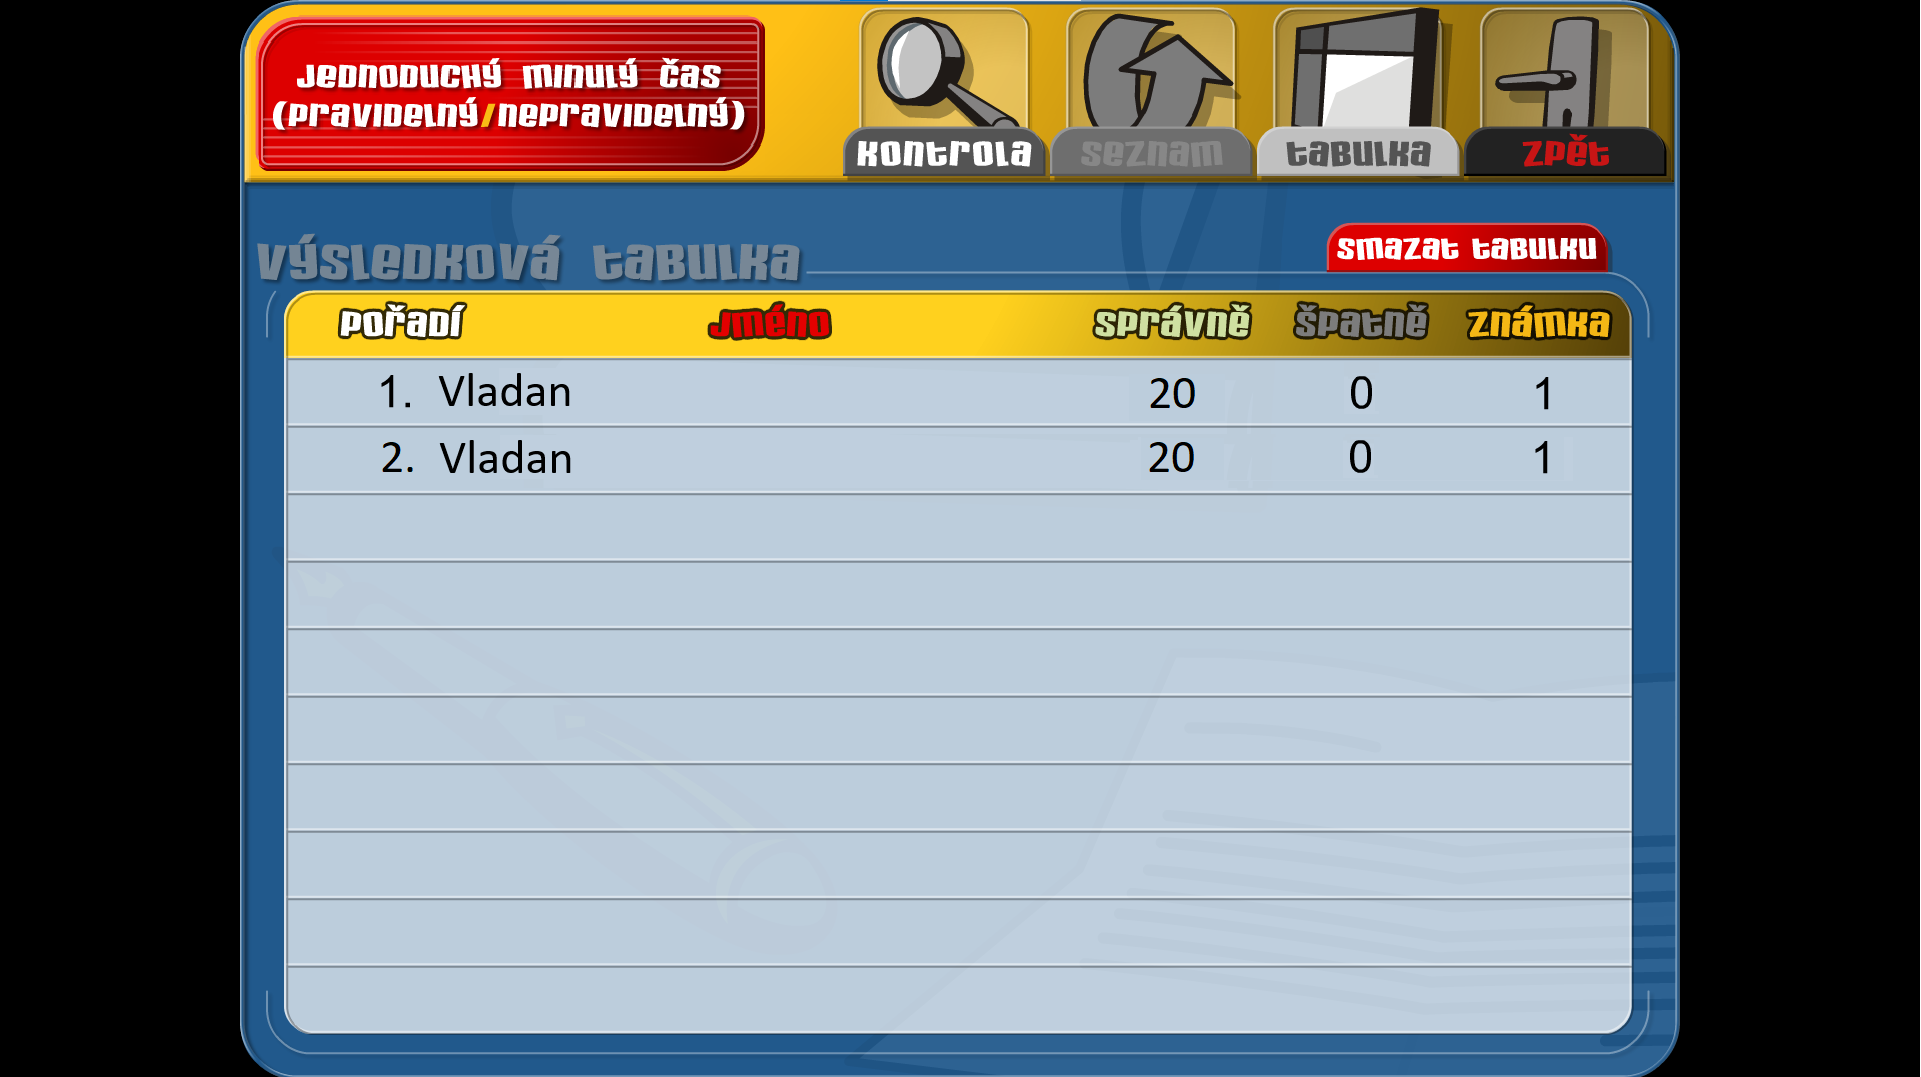 Jednoduchý minulý čas
(pravidelný/nepravidelný)
kontrola
seznam
tabulka
zpět
Výsledková tabulka
smazat tabulku
pořadí jméno správně špatně známka
1. Vladan 20 0 1
2. Vladan 20 0 1